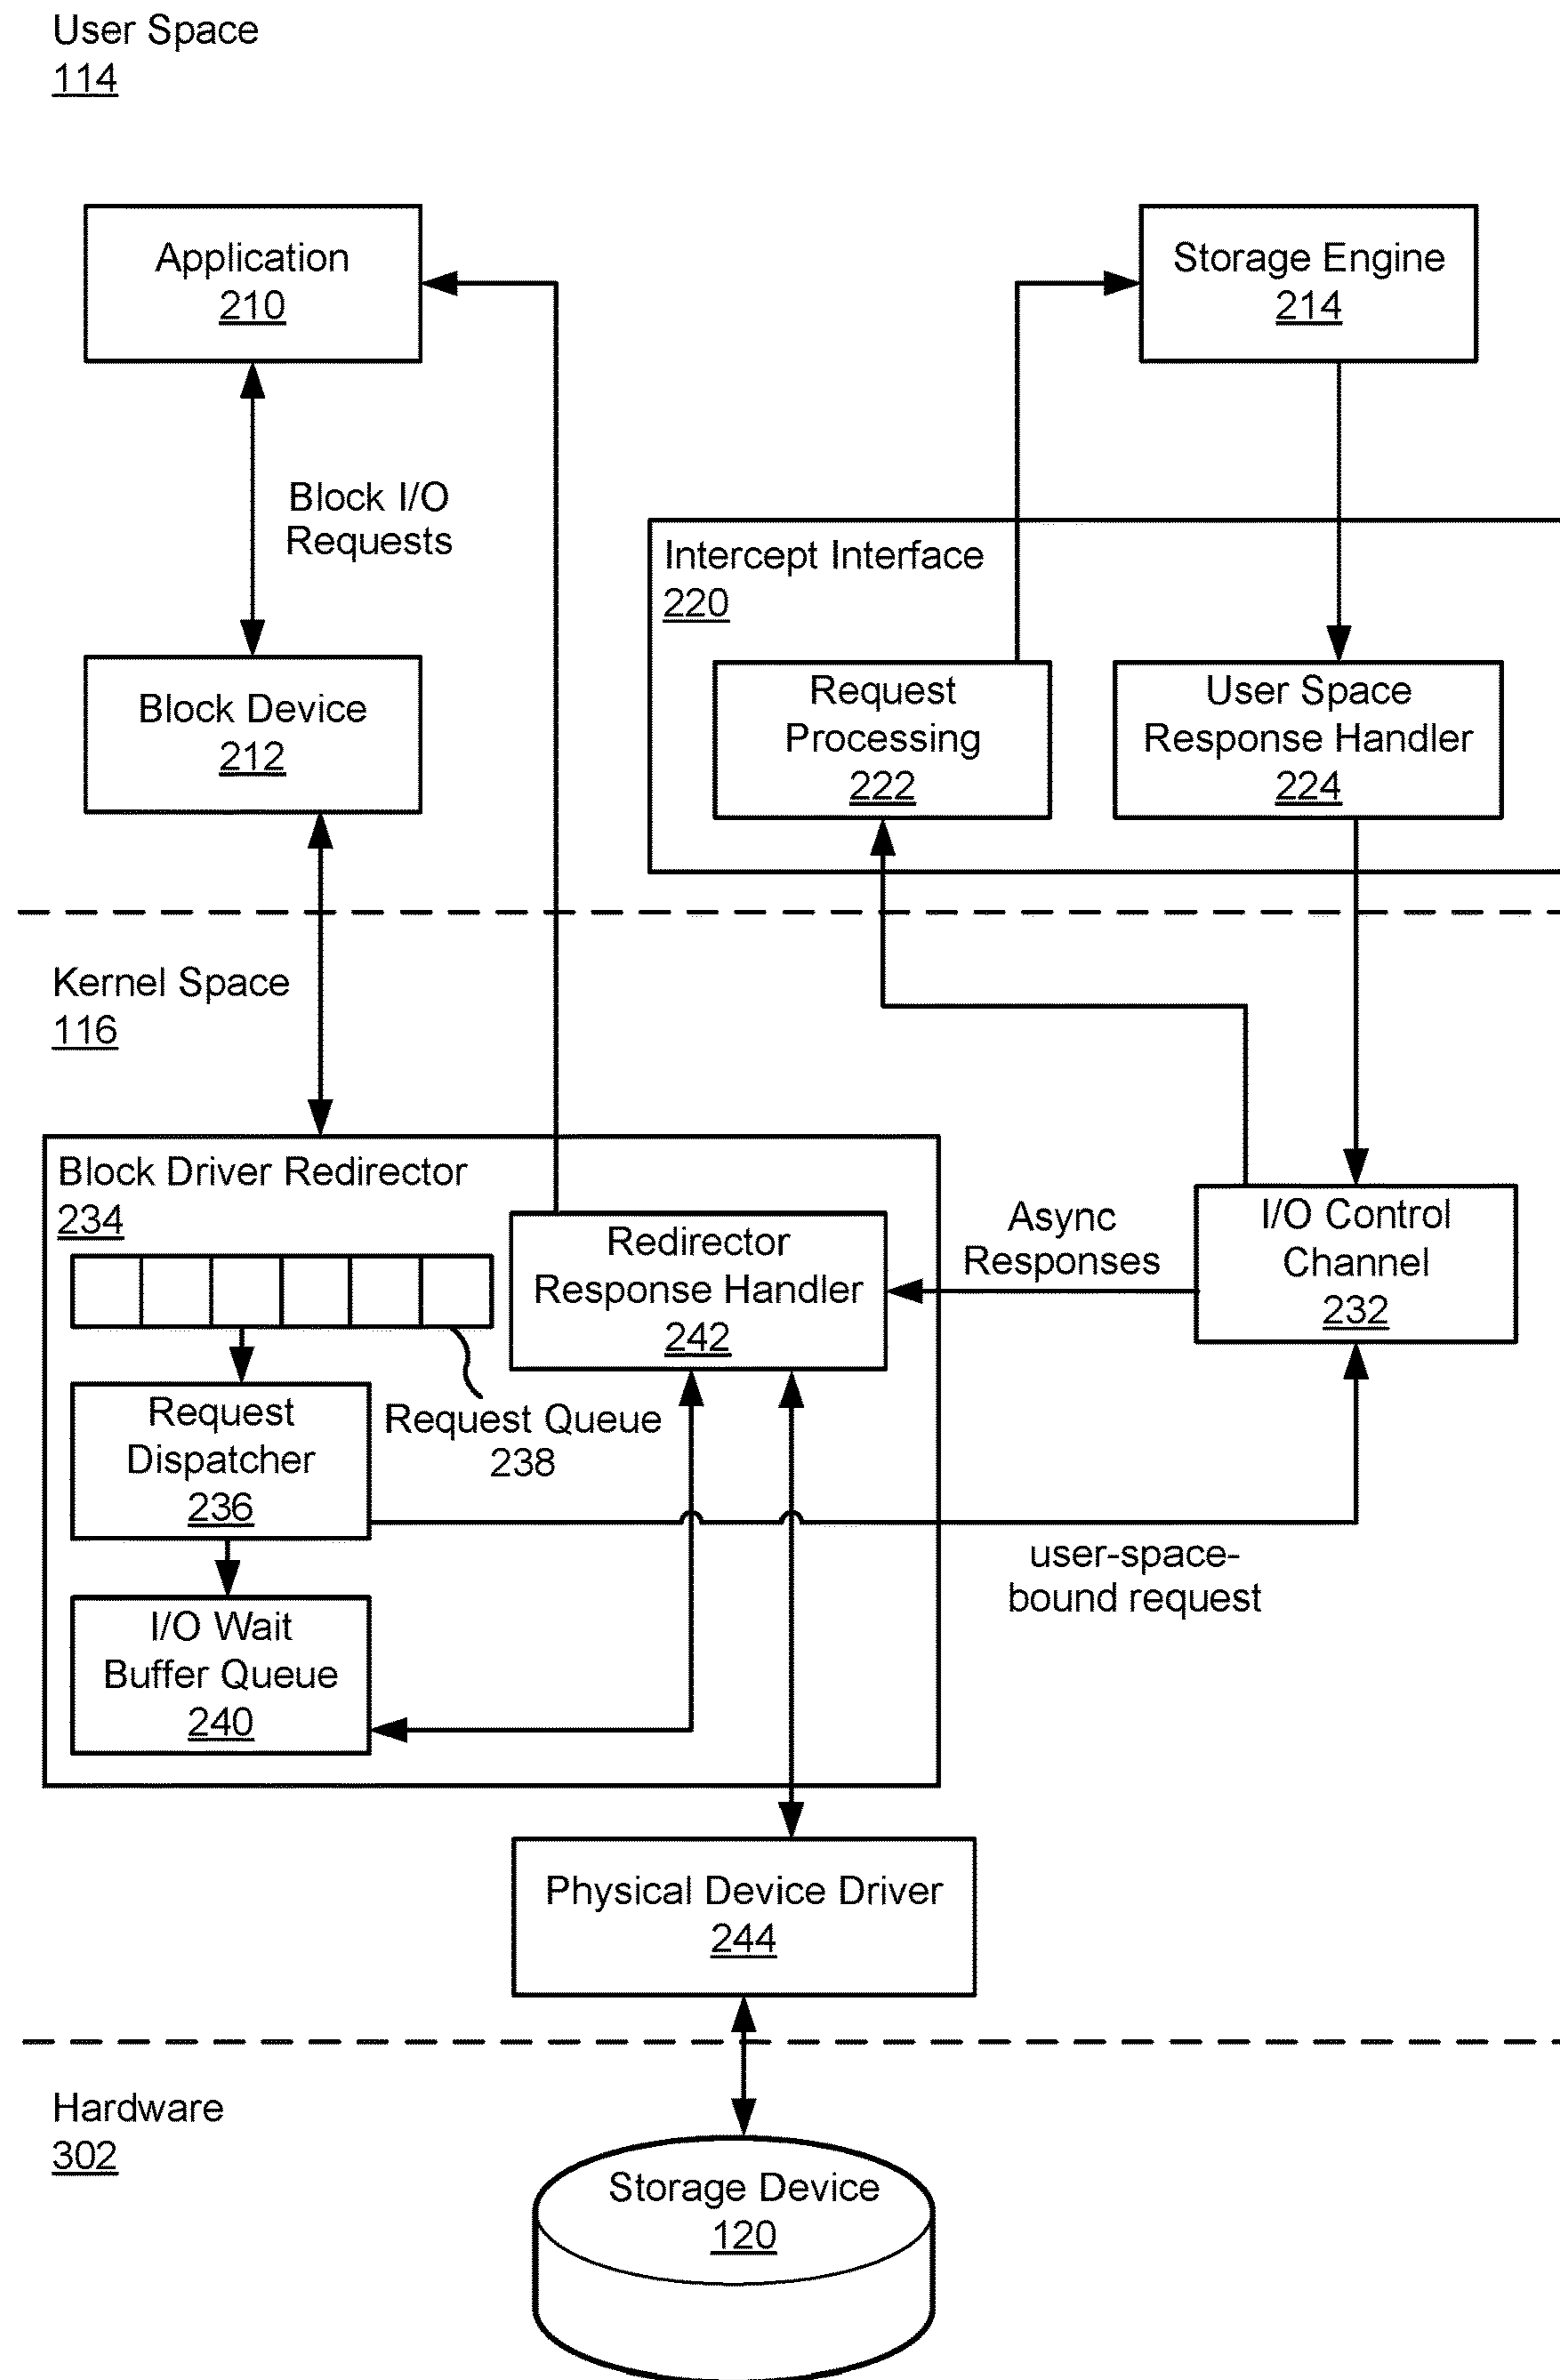 User Space
114
Application
210
Storage Engine
214
Block I/O
Requests
Intercept Interface
220
Block Device
212
Request
Processing
222
User Space
Response Handler
224
Kernel Space
116
Block Driver Redirector
234
Redirector
Response Handler
242
Async
Responses
I/O Control
Channel
232
Request
Dispatcher
236
Request Queue
238
user-space-
bound request
I/O Wait
Buffer Queue
240
Physical Device Driver
244
Hardware
302
Storage Device
120